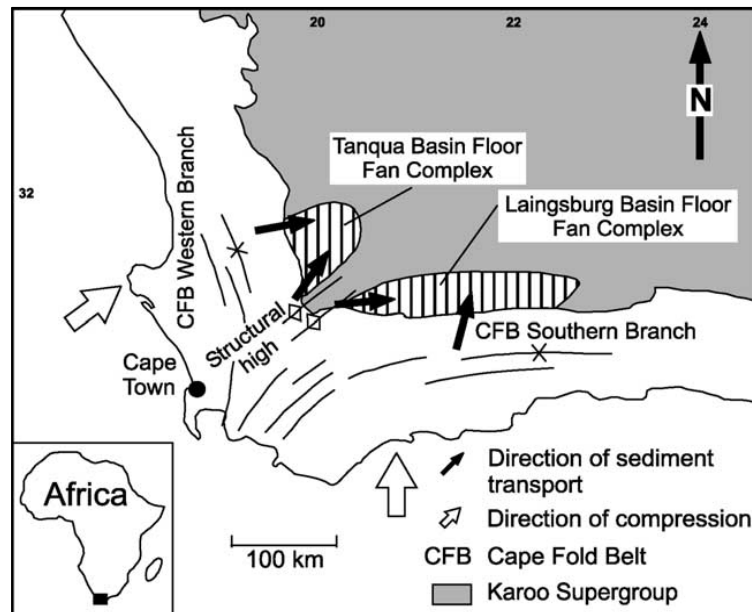 20
22
24
N
Tanqua Basin Floor
Fan Complex
32
Laingsburg Basin Floor
Fan Complex
CFB Western Branch
Structural
high
CFB Southern Branch
Cape
Town
Africa
Direction of sediment
transport
Direction of compression
CFB Cape Fold Belt
Karoo Supergroup
100 km